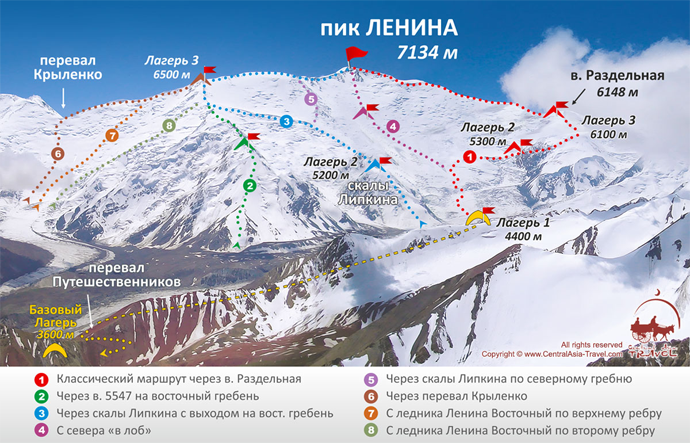 пик ЛЕНИНА
7134 м
перевал
Крыленко
Лагерь 3
6500 м
в. Раздельная
6148 м
Лагерь 3
6100 м
Лагерь 2
5300 м
Лагерь 2
5200 м
скалы
Липкина
Лагерь 1
4400 м
перевал
Путешественников
Базовый
Лагерь
3600 м
1
2
3
4
5
6
7
8
All rights reserved
Copyright © www.CentralAsia-Travel.com
1 Классический маршрут через в. Раздельная
2 Через в. 5547 на восточный гребень
3 Через скалы Липкина с выходом на вост. гребень
4 С севера «в лоб»
5 Через скалы Липкина по северному гребню
6 Через перевал Крыленко
7 С ледника Ленина Восточный по верхнему ребру
8 С ледника Ленина Восточный по второму ребру